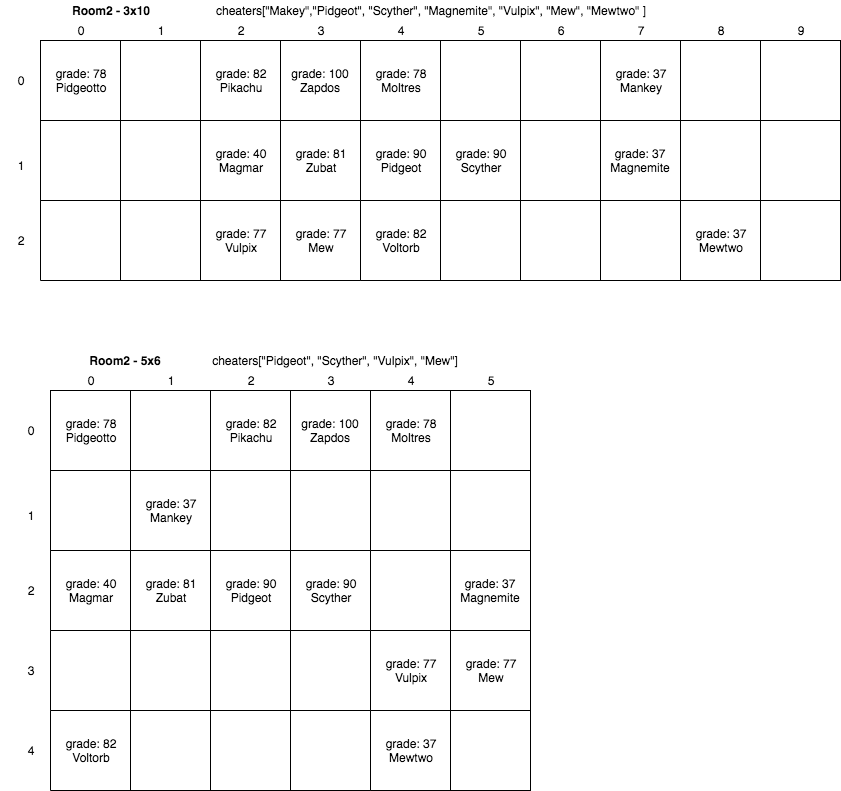 Room2 - 3x10 cheaters["Makey","Pidgeot", "Scyther", "Magnemite", "Vulpix", "Mew", "Mewtwo" ]
0 1 2 3 4 5 6 7 8 9
0
grade: 78 grade: 82 grade: 100 grade: 78 grade: 37
Pidgeotto Pikachu Zapdos Moltres Mankey
1
grade: 40 grade: 81 grade: 90 grade: 90 grade: 37
Magmar Zubat Pidgeot Scyther Magnemite
2
grade: 77 grade: 77 grade: 82 grade: 37
Vulpix Mew Voltorb Mewtwo
Room2 - 5x6 cheaters["Pidgeot", "Scyther", "Vulpix", "Mew"]
0 1 2 3 4 5
0
grade: 78 grade: 82 grade: 100 grade: 78
Pidgeotto Pikachu Zapdos Moltres
1
grade: 37
Mankey
2
grade: 40 grade: 81 grade: 90 grade: 90 grade: 37
Magmar Zubat Pidgeot Scyther Magnemite
3
grade: 77 grade: 77
Vulpix Mew
4
grade: 82 grade: 37
Voltorb Mewtwo